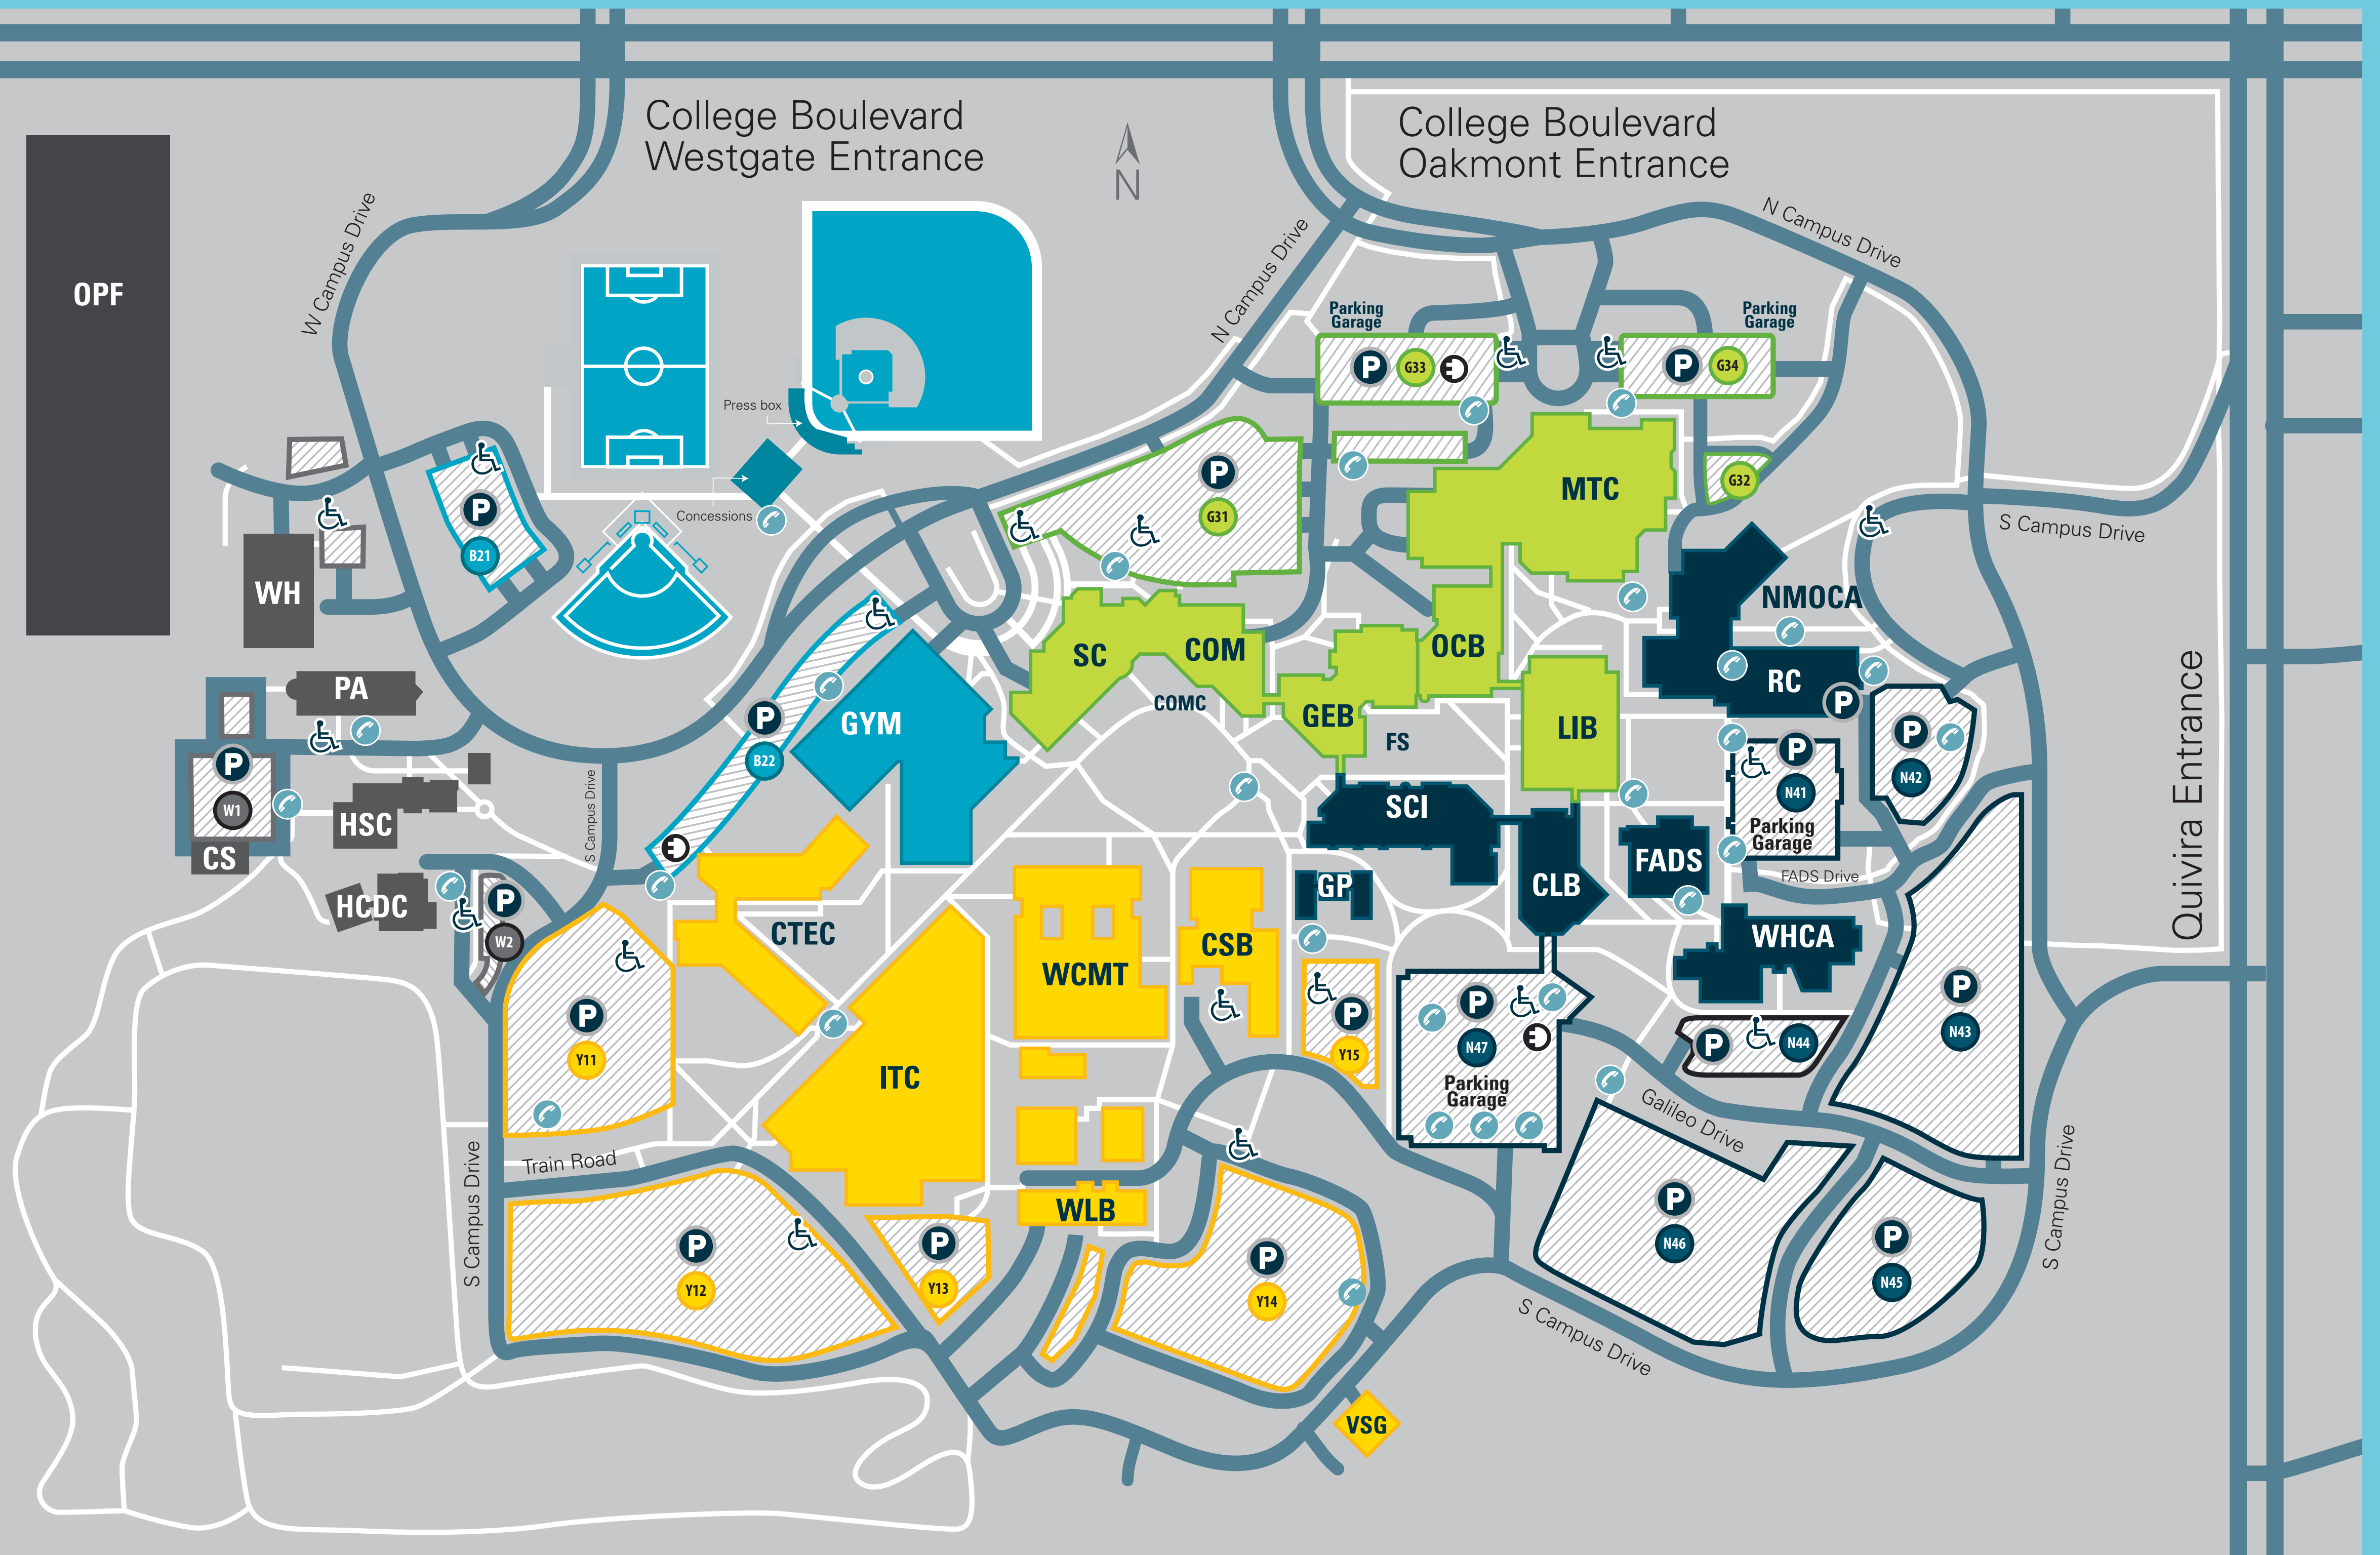 College Boulevard
Westgate Entrance
College Boulevard
Oakmont Entrance
N
W Campus Drive
N Campus Drive
N Campus Drive
OPF
Parking
Garage
P
G33
Parking
Garage
P
G34
Press box
Concessions
P
G31
MTC
G32
S Campus Drive
P
B21
WH
NMOCA
SC
COM
COMC
OCB
GEB
FS
LIB
RC
P
PA
GYM
P
B22
P
W1
CS
HSC
S Campus Drive
SCI
P
N41
Parking
Garage
P
N42
Quivira Entrance
HCDC
P
W2
CTEC
WCMT
CSB
GP
CLB
FADS
FADS Drive
WHCA
P
Y11
ITC
P
Y15
P
N47
Parking
Garage
P
N44
P
N43
Galileo Drive
Train Road
S Campus Drive
P
Y12
P
Y13
WLB
P
Y14
P
N46
P
N45
S Campus Drive
S Campus Drive
VSG